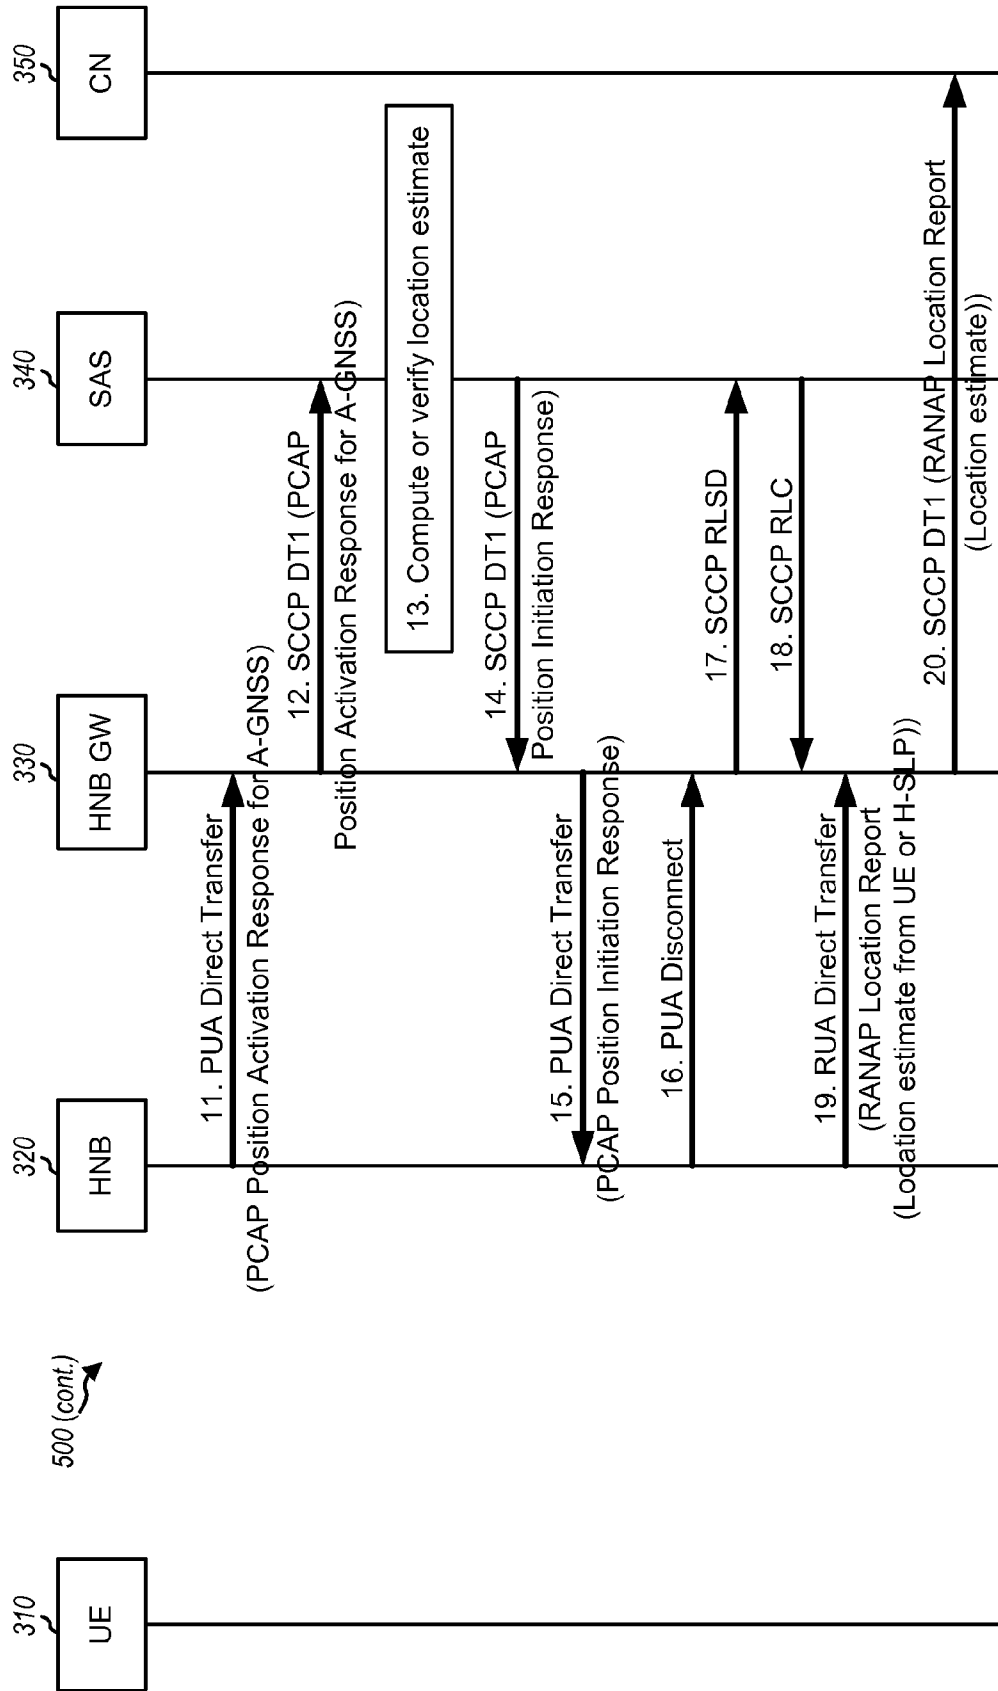 500 (cont.)
310
320
330
340
350
UE
HNB
HNB GW
SAS
CN
11. PUA Direct Transfer
(PCAP Position Activation Response for A-GNSS)
12. SCCP DT1 (PCAP
Position Activation Response for A-GNSS)
13. Compute or verify location estimate
14. SCCP DT1 (PCAP
Position Initiation Response)
15. PUA Direct Transfer
(PCAP Position Initiation Response)
16. PUA Disconnect
17. SCCP RLSD
18. SCCP RLC
19. RUA Direct Transfer
(RANAP Location Report
(Location estimate from UE or H-SLP))
20. SCCP DT1 (RANAP Location Report
(Location estimate))